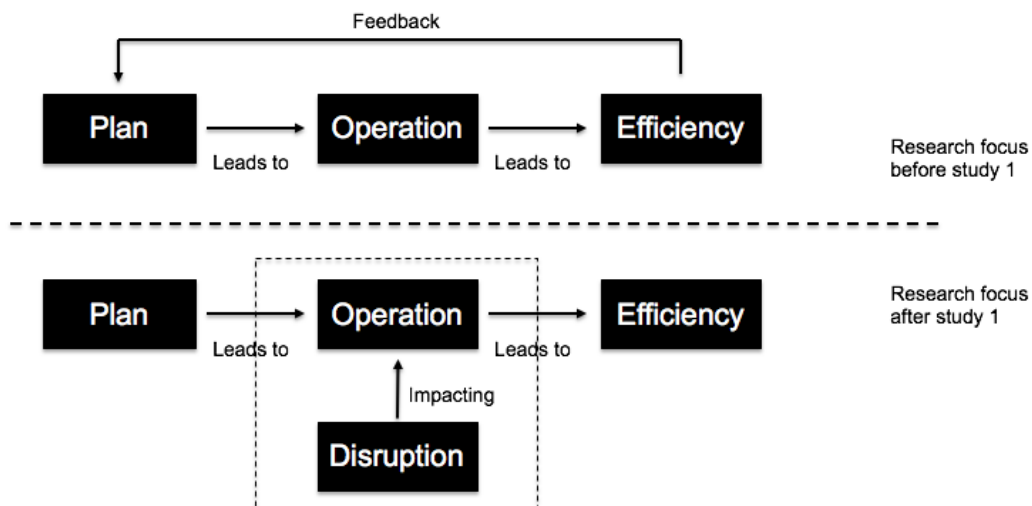 Feedback
Plan
Operation
Efficiency
Leads to
Leads to
Research focus
before study 1
Plan
Operation
Efficiency
Research focus
after study 1
Leads to
Leads to
Impacting
Disruption